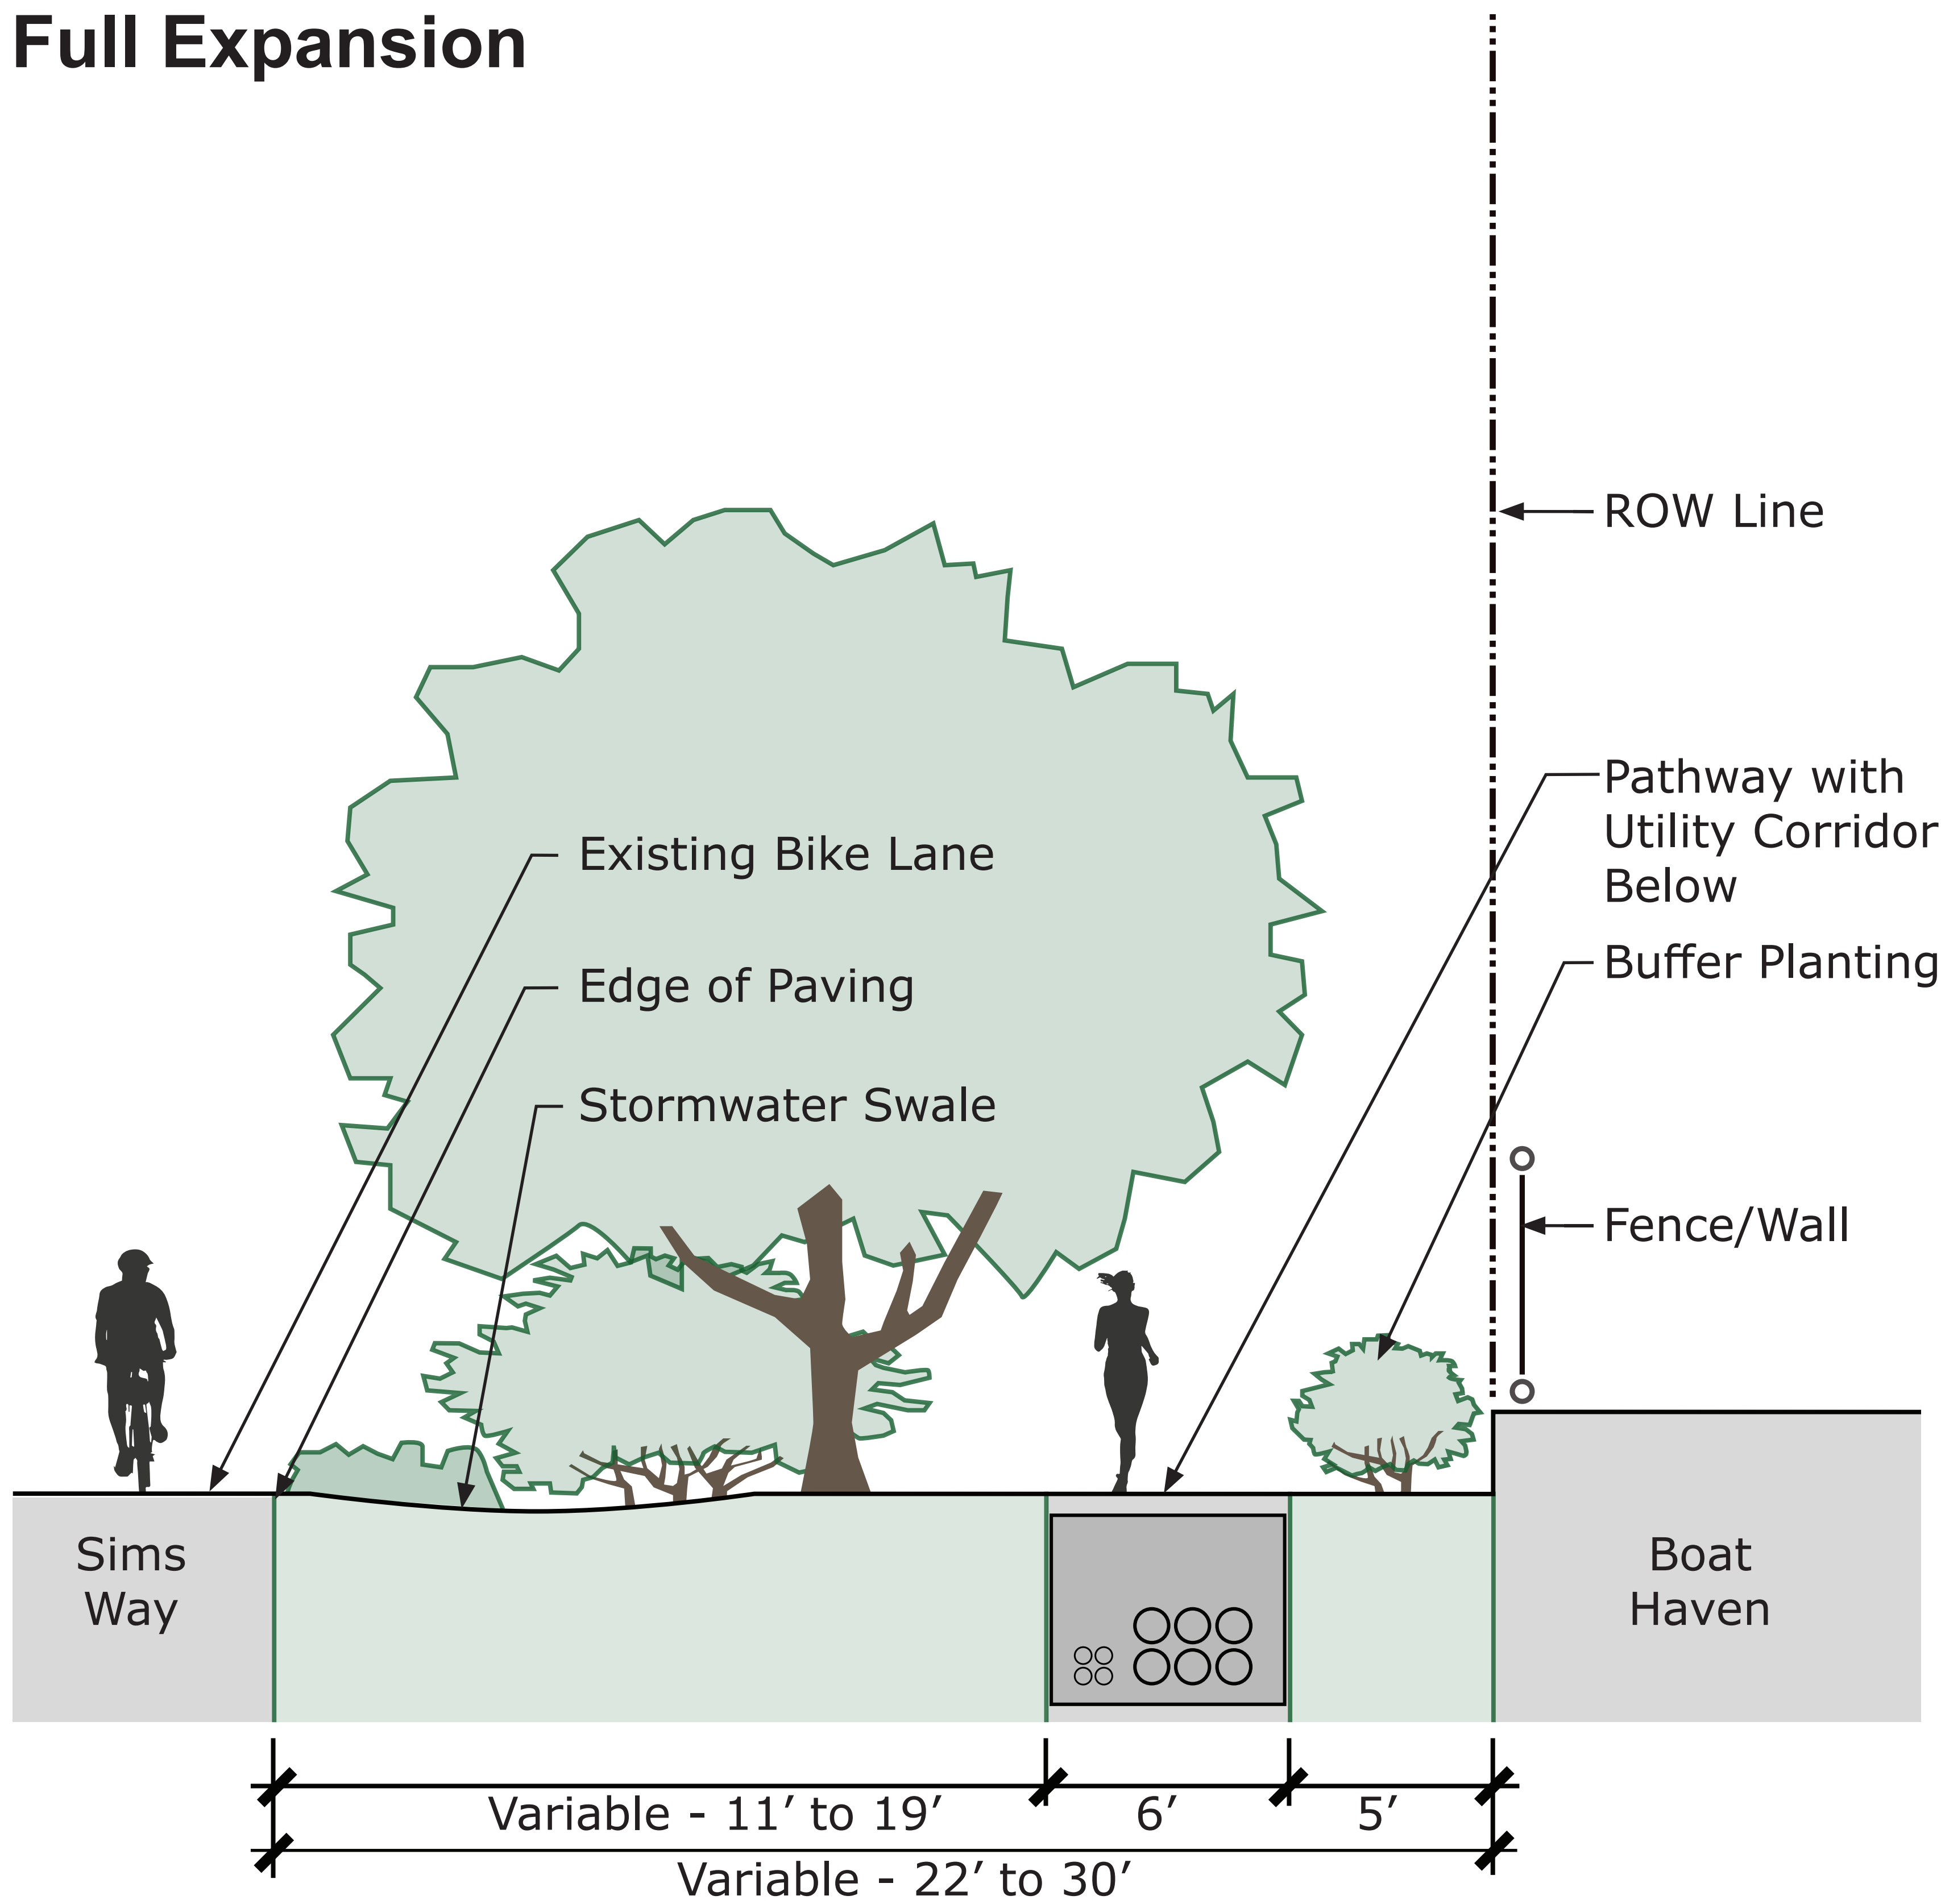 Full Expansion
ROW Line
Pathway with
Utility Corridor
Below
Existing Bike Lane
Buffer Planting
Edge of Paving
Stormwater Swale
Fence/Wall
Sims
Way
Boat
Haven
Variable - 11’ to 19’
6’
5’
Variable - 22’ to 30’